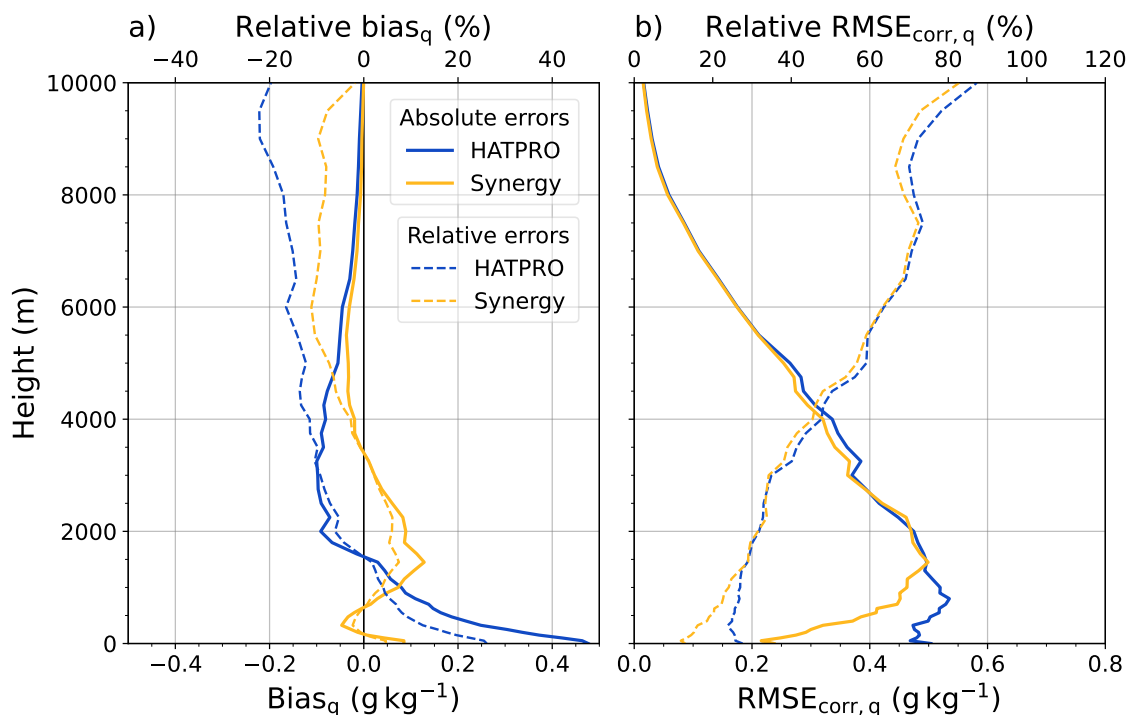 a) Relative bias_q (%)
−40 −20 0 20 40
10000
8000
6000
4000
2000
0
Height (m)
Absolute errors
HATPRO
Synergy
Relative errors
HATPRO
Synergy
−0.4 −0.2 0.0 0.2 0.4
Bias_q (g kg⁻¹)
b) Relative RMSE_corr, q (%)
0 20 40 60 80 100 120
0.0 0.2 0.4 0.6 0.8
RMSE_corr, q (g kg⁻¹)